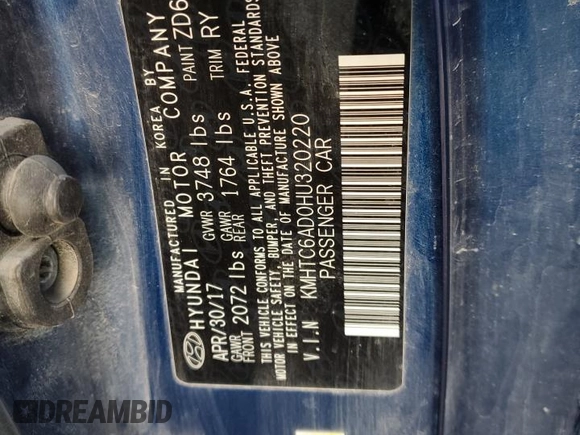 MANUFACTURED IN KOREA BY
HYUNDAI MOTOR COMPANY
APR/30/17 GVWR 3748 lbs PAINT ZD6
GAWR FRONT 2072 lbs GAWR REAR 1764 lbs TRIM RY
THIS VEHICLE CONFORMS TO ALL APPLICABLE U.S.A. FEDERAL
MOTOR VEHICLE SAFETY, BUMPER, AND THEFT PREVENTION STANDARDS
IN EFFECT ON THE DATE OF MANUFACTURE SHOWN ABOVE
V.I.N KMHTC6AD0HU320220
PASSENGER CAR
DREAMBID